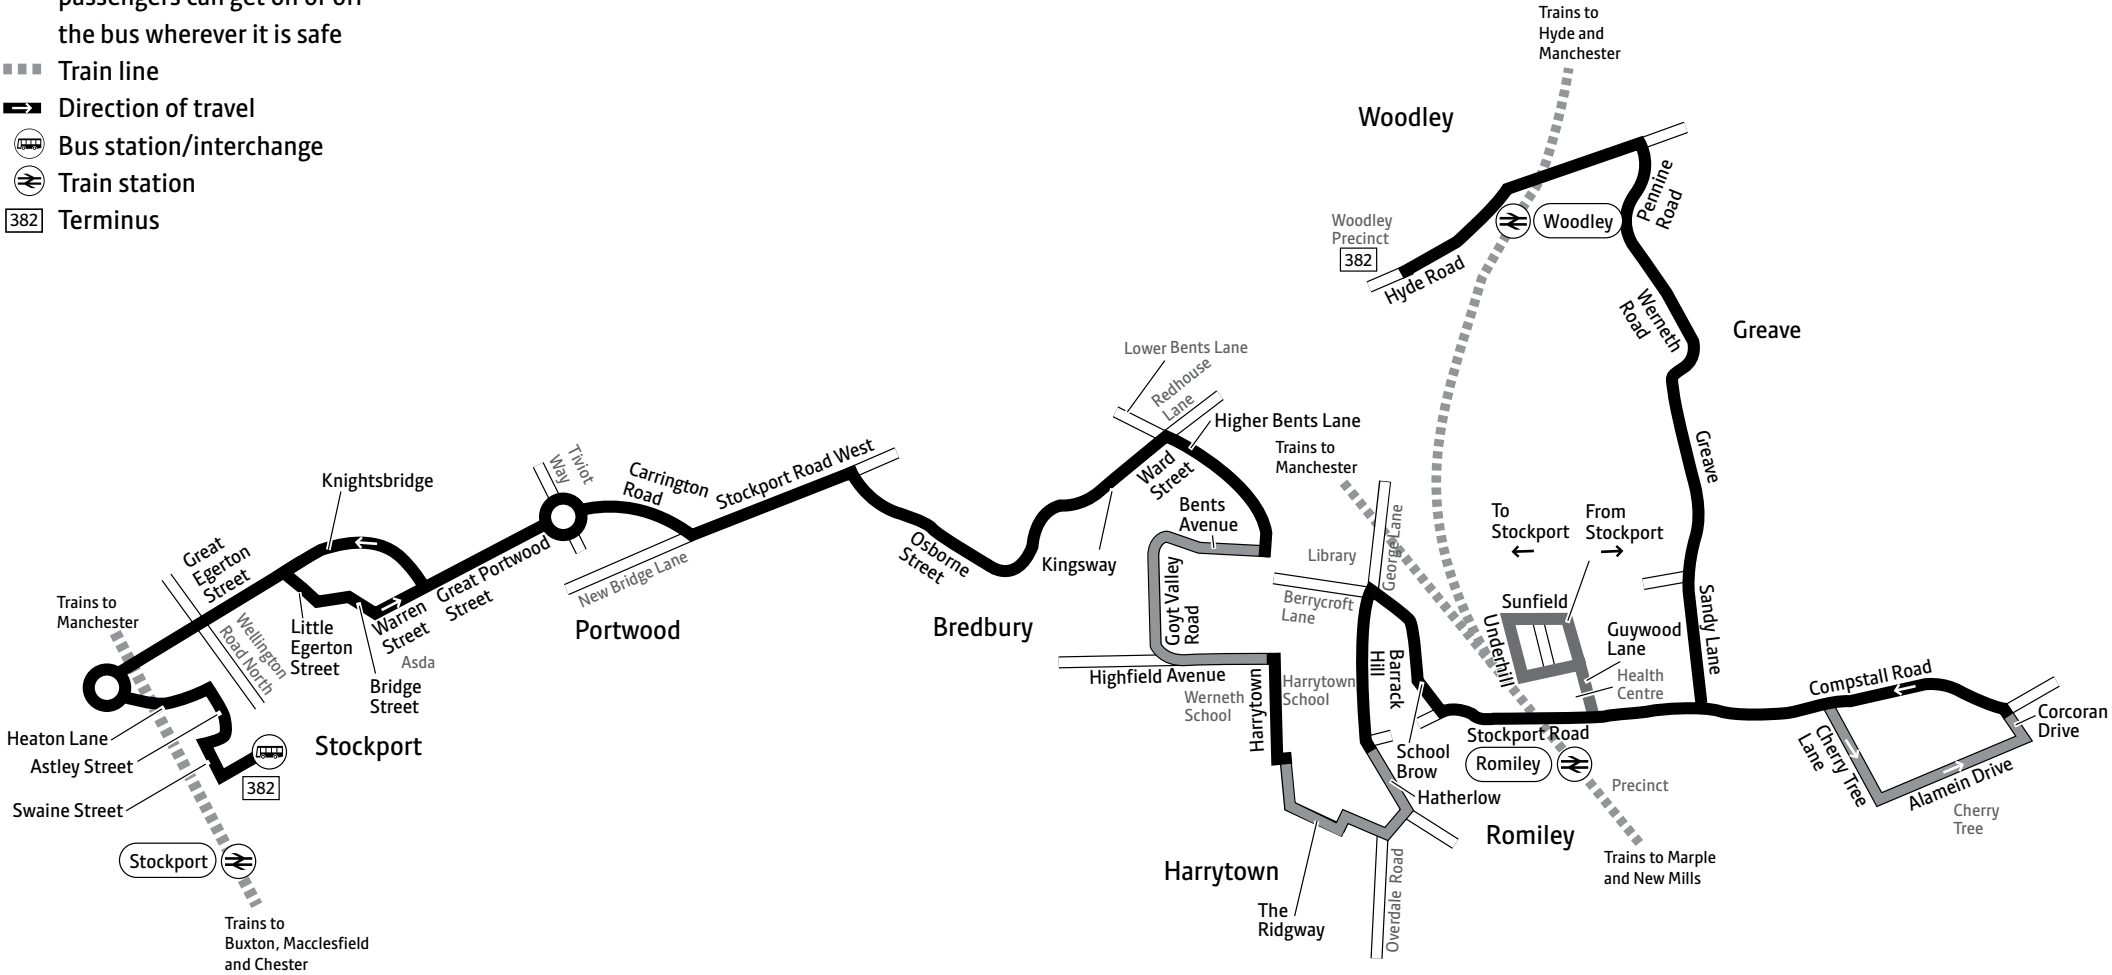 passengers can get on or off
the bus wherever it is safe
Train line
Direction of travel
Bus station/interchange
Train station
382
Terminus
Trains to
Hyde and
Manchester
Woodley
Pennine
Road
Woodley
Woodley
Precinct
382
Hyde Road
Werneth
Road
Greave
Lower Bents Lane
Redhouse
Lane
Higher Bents Lane
Trains to
Manchester
Ward
Street
Bents
Avenue
Kingsway
Greave
To
Stockport
From
Stockport
Knightsbridge
Tiviot
Way
Carrington
Road
Stockport Road West
Great
Egerton
Street
Great Portwood
Street
New Bridge Lane
Osborne
Street
Library
George Lane
Berrycroft
Lane
Goyt Valley
Road
Trains to
Manchester
Wellington
Road North
Little
Egerton
Street
Warren
Street
Asda
Bridge
Street
Portwood
Bredbury
Sunfield
Underhill
Guywood
Lane
Health
Centre
Sandy Lane
Highfield Avenue
Werneth
School
Harrytown
Harrytown
School
Barrack
Hill
Compstall Road
Corcoran
Drive
Cherry Tree
Lane
Alamein Drive
Cherry
Tree
Heaton Lane
Astley Street
Swaine Street
Stockport
382
School
Brow
Stockport Road
Romiley
Precinct
Hatherlow
Romiley
Stockport
Harrytown
Trains to Marple
and New Mills
The
Ridgway
Overdale Road
Trains to
Buxton, Macclesfield
and Chester